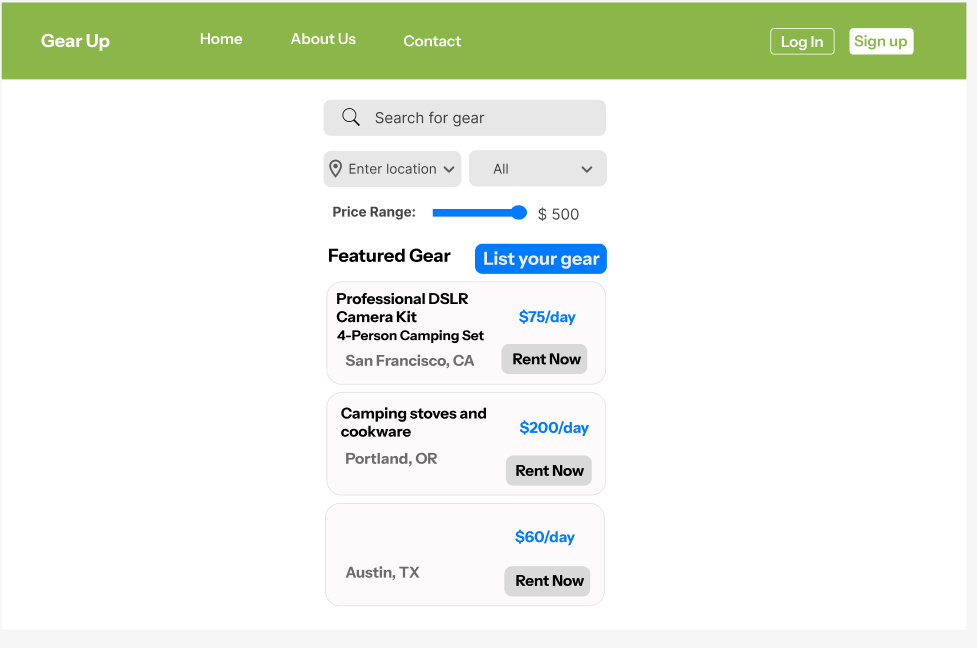 Gear Up
Home
About Us
Contact
Log In
Sign up
Search for gear
Enter location
All
Price Range:
$ 500
Featured Gear
List your gear
Professional DSLR
Camera Kit
4-Person Camping Set
$75/day
San Francisco, CA
Rent Now
Camping stoves and
cookware
$200/day
Portland, OR
Rent Now
$60/day
Austin, TX
Rent Now